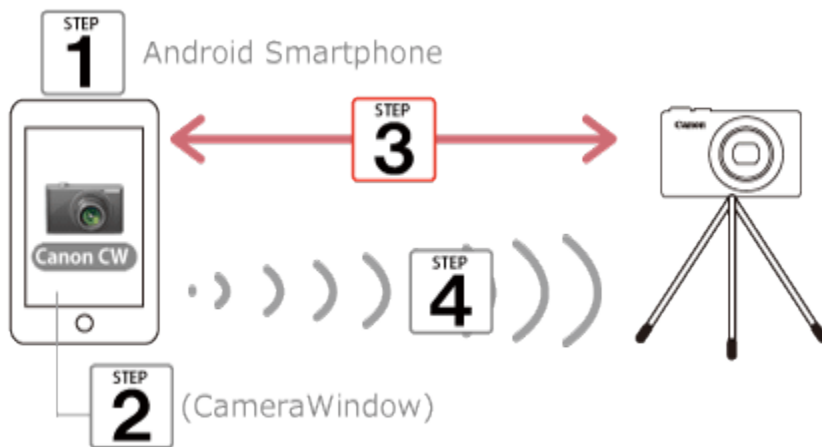 STEP
1
Android Smartphone
STEP
3
Canon
Canon CW
STEP
4
STEP
2
(CameraWindow)